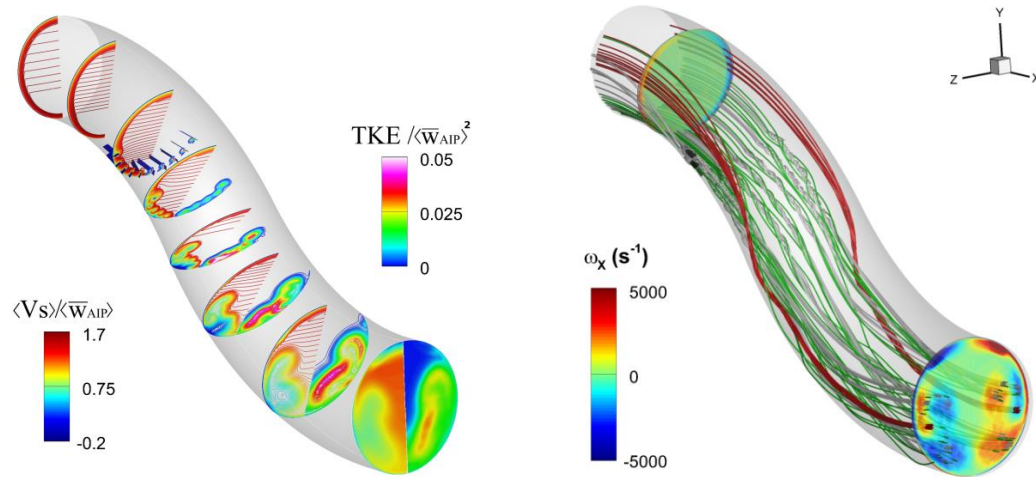 TKE /⟨w̅AIP⟩²
0.05
0.025
0
⟨Vs⟩/⟨w̅AIP⟩
1.7
0.75
-0.2
Y
Z
X
ωX (s⁻¹)
5000
0
-5000